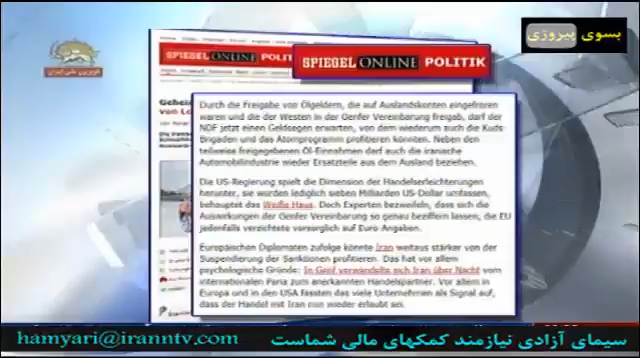 بسوی پیروزی
تلویزیون ملی ایران
SPIEGEL ONLINE POLITIK
SPIEGEL ONLINE POLIT
Durch die Freigabe von Ölgeldern, die auf Auslandskonten eingefroren
waren und die der Westen in der Genfer Vereinbarung freigab, darf der
NDF jetzt einen Geldsegen erwarten, von dem wiederum auch die Kuds-
Brigaden und das Atomprogramm profitieren könnten. Neben den
teilweise freigegebenen Öl-Einnahmen darf auch die iranische
Automobilindustrie wieder Ersatzteile aus dem Ausland beziehen.
Die US-Regierung spielt die Dimension der Handelserleichterungen
herunter, sie würden lediglich sieben Milliarden US-Dollar umfassen,
behauptet das Weiße Haus. Doch Experten bezweifeln, dass sich die
Auswirkungen der Genfer Vereinbarung so genau beziffern lassen, die EU
jedenfalls verzichtete vorsorglich auf Euro Angaben.
Europäischen Diplomaten zufolge könnte Iran weitaus stärker von der
Suspendierung der Sanktionen profitieren. Das hat vor allem
psychologische Gründe: In Genf verwandelte sich Iran über Nacht vom
internationalen Paria zum anerkannten Handelspartner. Vor allem in
Europa und in den USA fassten das viele Unternehmen als Signal auf,
dass der Handel mit Iran nun wieder erlaubt sei.
سیمای آزادی نیازمند کمکهای مالی شماست hamyari@iranntv.com